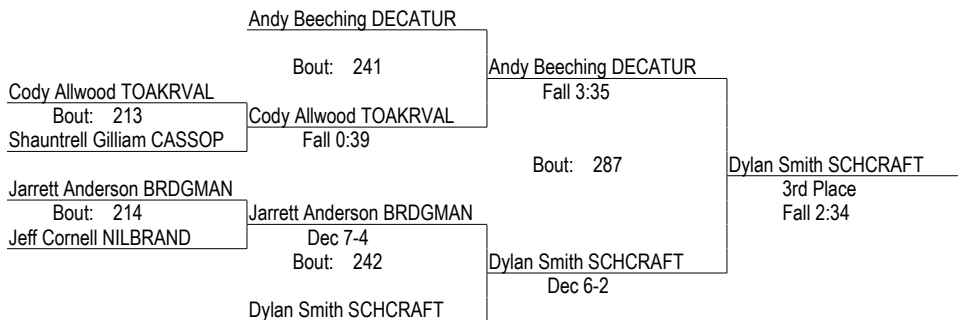 Andy Beeching DECATUR
Bout: 241
Andy Beeching DECATUR
Cody Allwood TOAKRVAL
Fall 3:35
Bout: 213
Cody Allwood TOAKRVAL
Shauntrell Gilliam CASSOP
Fall 0:39
Bout: 287
Dylan Smith SCHCRAFT
Jarrett Anderson BRDGMAN
3rd Place
Bout: 214
Jarrett Anderson BRDGMAN
Fall 2:34
Jeff Cornell NILBRAND
Dec 7-4
Bout: 242
Dylan Smith SCHCRAFT
Dec 6-2
Dylan Smith SCHCRAFT